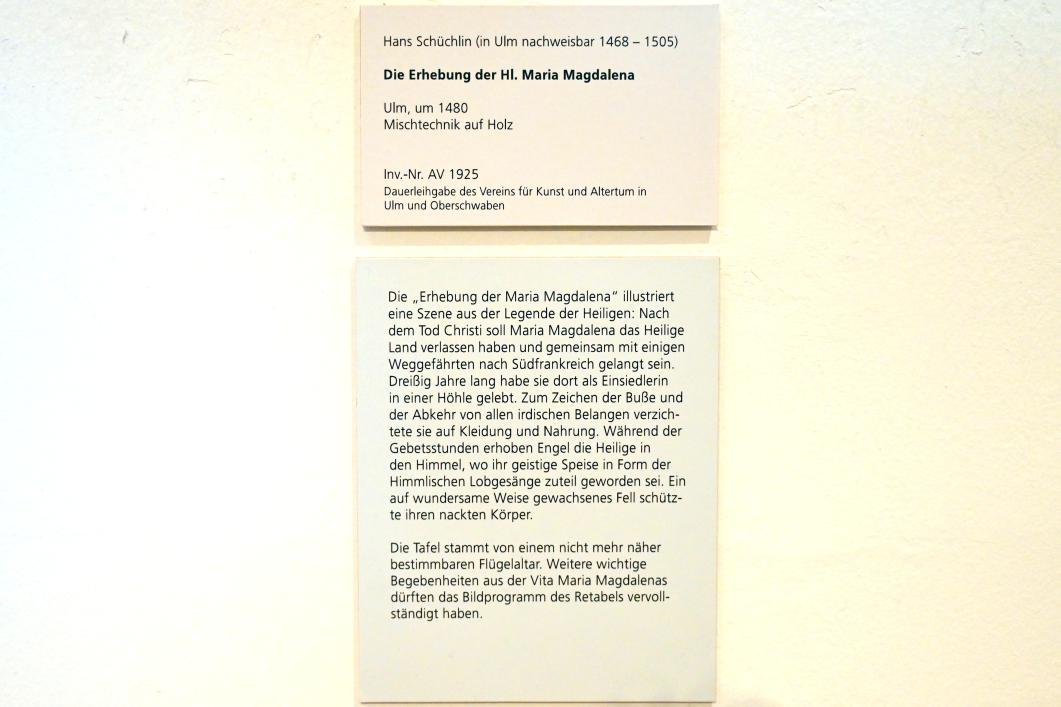 Hans Schüchlin (in Ulm nachweisbar 1468 – 1505)
Die Erhebung der Hl. Maria Magdalena
Ulm, um 1480
Mischtechnik auf Holz
Inv.-Nr. AV 1925
Dauerleihgabe des Vereins für Kunst und Altertum in
Ulm und Oberschwaben
Die „Erhebung der Maria Magdalena“ illustriert
eine Szene aus der Legende der Heiligen: Nach
dem Tod Christi soll Maria Magdalena das Heilige
Land verlassen haben und gemeinsam mit einigen
Weggefährten nach Südfrankreich gelangt sein.
Dreißig Jahre lang habe sie dort als Einsiedlerin
in einer Höhle gelebt. Zum Zeichen der Buße und
der Abkehr von allen irdischen Belangen verzich-
tete sie auf Kleidung und Nahrung. Während der
Gebetsstunden erhoben Engel die Heilige in
den Himmel, wo ihr geistige Speise in Form der
Himmlischen Lobgesänge zuteil geworden sei. Ein
auf wundersame Weise gewachsenes Fell schütz-
te ihren nackten Körper.
Die Tafel stammt von einem nicht mehr näher
bestimmbaren Flügelaltar. Weitere wichtige
Begebenheiten aus der Vita Maria Magdalenas
dürften das Bildprogramm des Retabels vervoll-
ständigt haben.